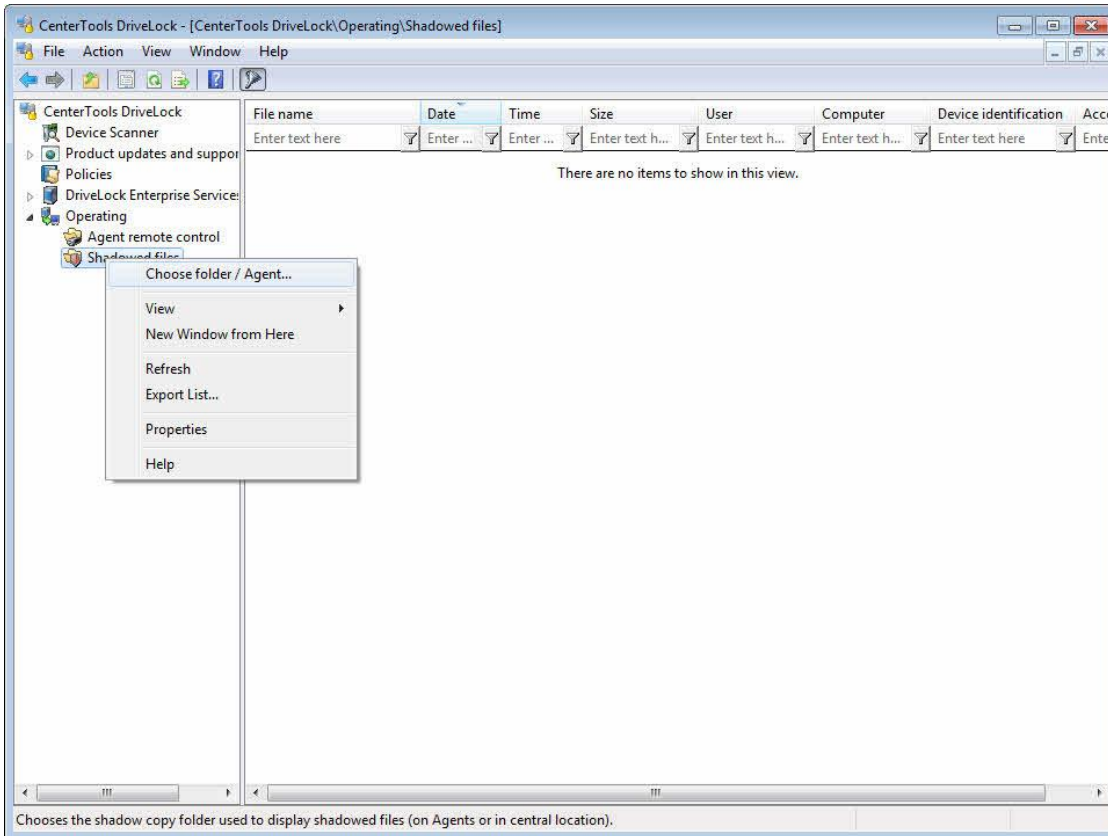 CenterTools DriveLock - [CenterTools DriveLock\Operating\Shadowed files]
File Action View Window Help
CenterTools DriveLock
Device Scanner
Product updates and suppor
Policies
DriveLock Enterprise Service
Operating
Agent remote control
Shadowed files
File name Date Time Size User Computer Device identification Acc
Enter text here Enter ... Enter ... Enter text h... Enter text h... Enter text h... Enter text here Ente
There are no items to show in this view.
Choose folder / Agent...
View
New Window from Here
Refresh
Export List...
Properties
Help
Chooses the shadow copy folder used to display shadowed files (on Agents or in central location).